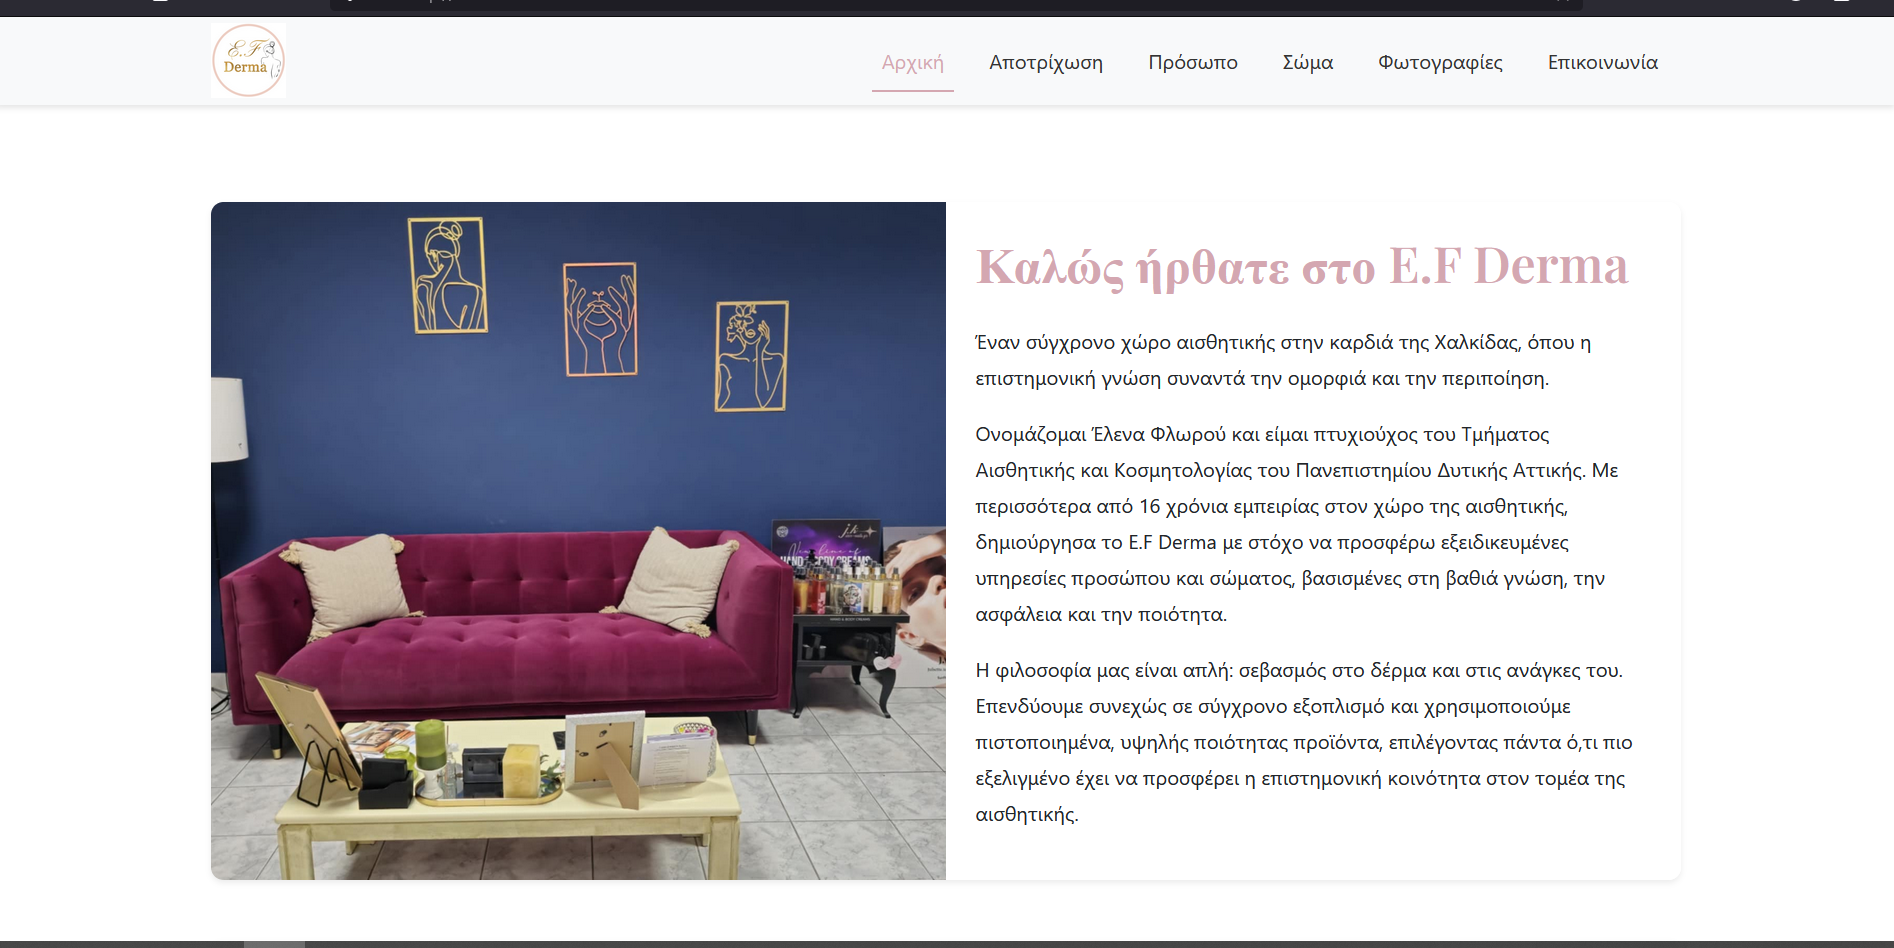 E.F
Derma
Αρχική
Αποτρίχωση
Πρόσωπο
Σώμα
Φωτογραφίες
Επικοινωνία
Καλώς ήρθατε στο E.F Derma
Έναν σύγχρονο χώρο αισθητικής στην καρδιά της Χαλκίδας, όπου η
επιστημονική γνώση συναντά την ομορφιά και την περιποίηση.
Ονομάζομαι Έλενα Φλωρού και είμαι πτυχιούχος του Τμήματος
Αισθητικής και Κοσμητολογίας του Πανεπιστημίου Δυτικής Αττικής. Με
περισσότερα από 16 χρόνια εμπειρίας στον χώρο της αισθητικής,
δημιούργησα το E.F Derma με στόχο να προσφέρω εξειδικευμένες
υπηρεσίες προσώπου και σώματος, βασισμένες στη βαθιά γνώση, την
ασφάλεια και την ποιότητα.
Η φιλοσοφία μας είναι απλή: σεβασμός στο δέρμα και στις ανάγκες του.
Επενδύουμε συνεχώς σε σύγχρονο εξοπλισμό και χρησιμοποιούμε
πιστοποιημένα, υψηλής ποιότητας προϊόντα, επιλέγοντας πάντα ό,τι πιο
εξελιγμένο έχει να προσφέρει η επιστημονική κοινότητα στον τομέα της
αισθητικής.